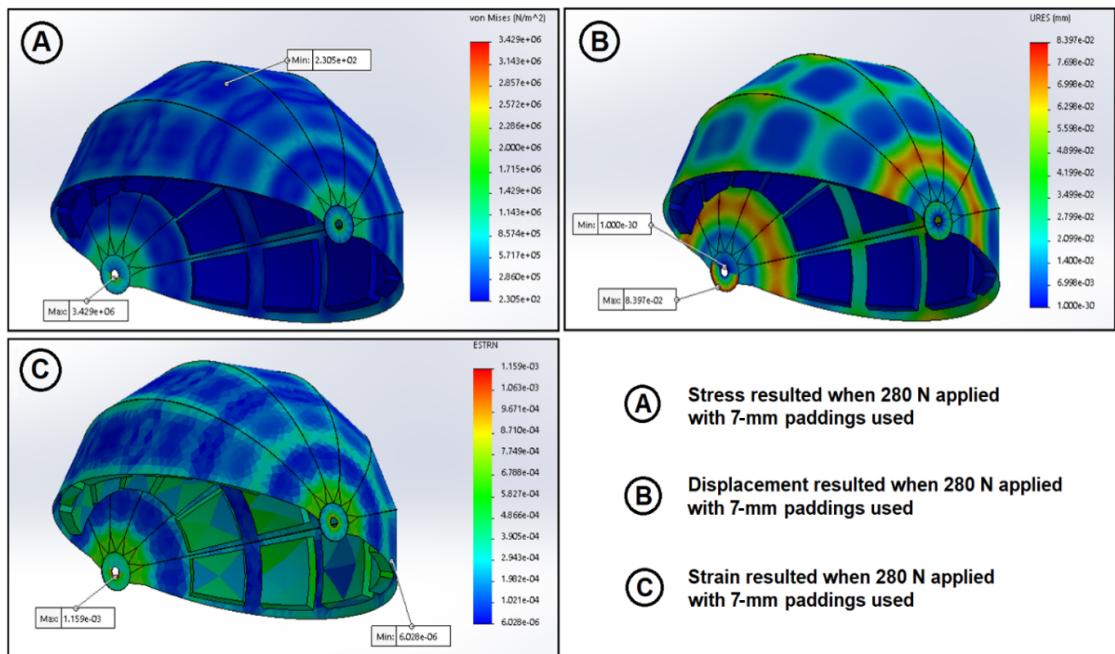 A
von Mises (N/m^2)
3.429e+06
3.143e+06
2.857e+06
2.572e+06
2.286e+06
2.000e+06
1.715e+06
1.429e+06
1.143e+06
8.574e+05
5.717e+05
2.860e+05
2.305e+02
Min: 2.305e+02
Max: 3.429e+06
B
URES (mm)
8.397e-02
7.698e-02
6.998e-02
6.298e-02
5.598e-02
4.899e-02
4.199e-02
3.499e-02
2.799e-02
2.099e-02
1.400e-02
6.998e-03
1.000e-30
Min: 1.000e-30
Max: 8.397e-02
C
ESTRN
1.159e-03
1.063e-03
9.671e-04
8.710e-04
7.749e-04
6.788e-04
5.827e-04
4.866e-04
3.905e-04
2.943e-04
1.982e-04
1.021e-04
6.028e-06
Max: 1.159e-03
Min: 6.028e-06
A Stress resulted when 280 N applied
with 7-mm paddings used
B Displacement resulted when 280 N applied
with 7-mm paddings used
C Strain resulted when 280 N applied
with 7-mm paddings used